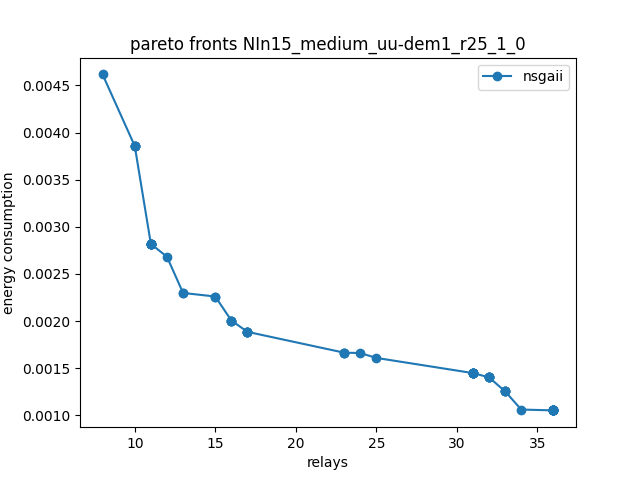 pareto fronts NIn15_medium_uu-dem1_r25_1_0
nsgaii
energy consumption
0.0045
0.0040
0.0035
0.0030
0.0025
0.0020
0.0015
0.0010
10 15 20 25 30 35
relays